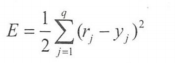 E = \frac{1}{2} \sum_{j=1}^{q} (r_j - y_j)^2